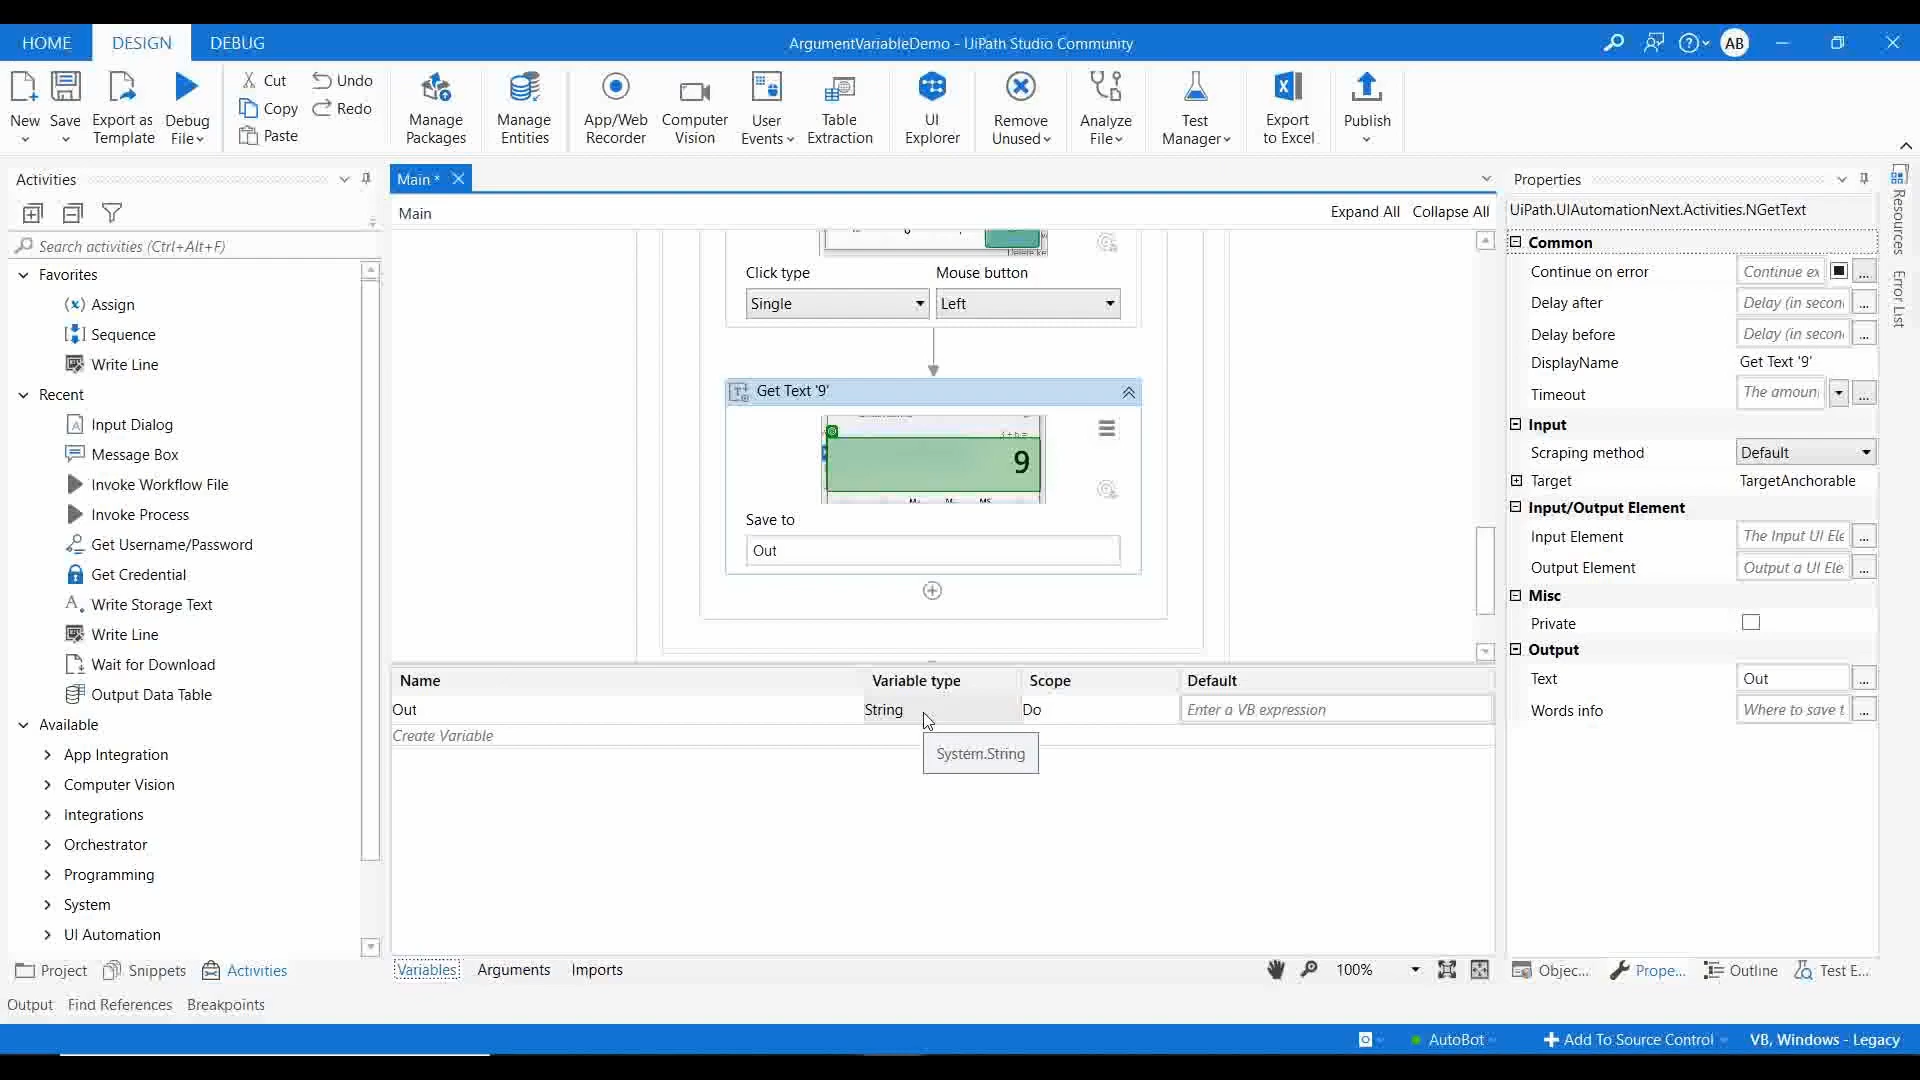 HOME
DESIGN
DEBUG
ArgumentVariableDemo - UiPath Studio Community
AB
New
Save
Export as Template
Debug File
Cut
Copy
Paste
Undo
Redo
Manage Packages
Manage Entities
App/Web Recorder
Computer Vision
User Events
Table Extraction
UI Explorer
Remove Unused
Analyze File
Test Manager
Export to Excel
Publish
Activities
Search activities (Ctrl+Alt+F)
Favorites
Assign
Sequence
Write Line
Recent
Input Dialog
Message Box
Invoke Workflow File
Invoke Process
Get Username/Password
Get Credential
Write Storage Text
Write Line
Wait for Download
Output Data Table
Available
App Integration
Computer Vision
Integrations
Orchestrator
Programming
System
UI Automation
Project
Snippets
Activities
Main *
Main
Expand All
Collapse All
Click type
Mouse button
Single
Left
Get Text '9'
9
Save to
Out
Name
Variable type
Scope
Default
Out
String
Do
Enter a VB expression
Create Variable
System.String
Variables
Arguments
Imports
100%
Properties
UiPath.UIAutomationNext.Activities.NGetText
Common
Continue on error
Continue ex
Delay after
Delay (in secon
Delay before
Delay (in secon
DisplayName
Get Text '9'
Timeout
The amoun
Input
Scraping method
Default
Target
TargetAnchorable
Input/Output Element
Input Element
The Input UI Ele
Output Element
Output a UI Ele
Misc
Private
Output
Text
Out
Words info
Where to save t
Objec...
Prope...
Outline
Test E...
Resources
Error List
Output
Find References
Breakpoints
AutoBot
Add To Source Control
VB, Windows - Legacy